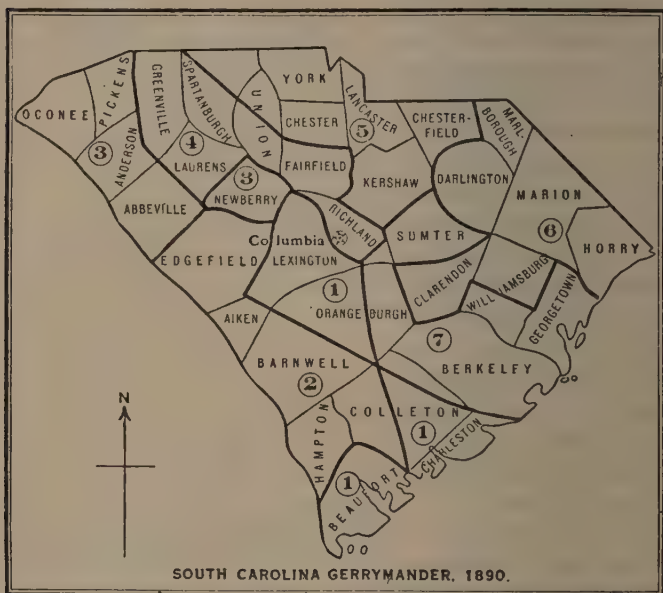 YORK
OCONEE
PICKENS
GREENVILLE
SPARTANBURGH
UNION
CHESTER
LANCASTER
5
CHESTER-
FIELD
MARL-
BOROUGH
3
ANDERSON
4
LAURENS
3
NEWBERRY
FAIRFIELD
KERSHAW
DARLINGTON
MARION
6
HORRY
ABBEVILLE
RICHLAND
SUMTER
Columbia
EDGEFIELD
LEXINGTON
CLARENDON
WILLIAMSBURG
GEORGETOWN
AIKEN
1
ORANGEBURGH
7
BERKELEY
BARNWELL
2
COLLETON
1
CHARLESTON
HAMPTON
1
BEAUFORT
N
SOUTH CAROLINA GERRYMANDER, 1890.